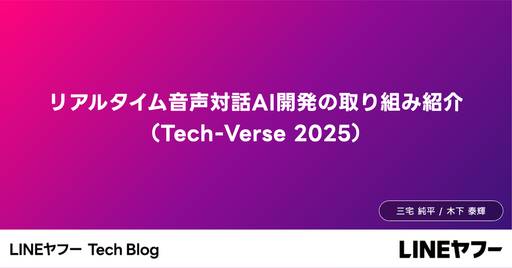 リアルタイム音声対話AI開発の取り組み紹介
（Tech-Verse 2025）
三宅 純平 / 木下 泰輝
LINEヤフー Tech Blog
LINEヤフー